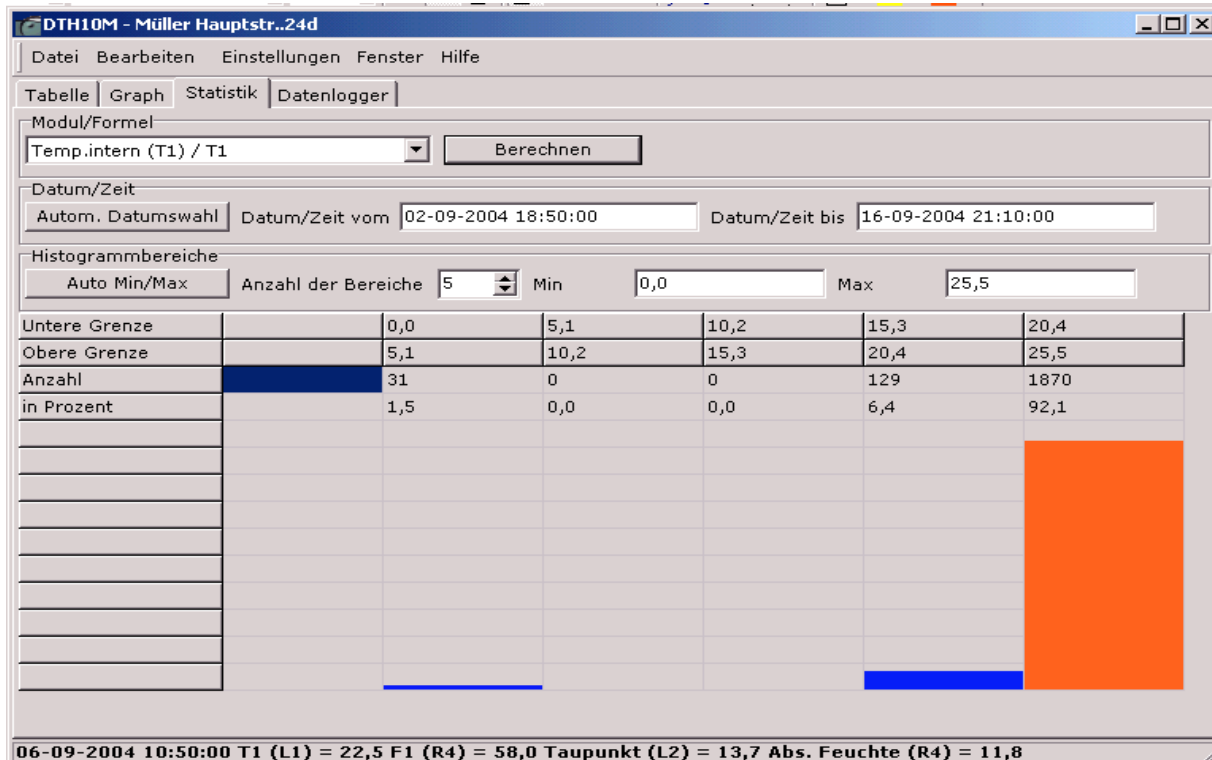 DTH10M - Müller Hauptstr..24d
Datei Bearbeiten Einstellungen Fenster Hilfe
Tabelle Graph Statistik Datenlogger
Modul/Formel
Temp.intern (T1) / T1 Berechnen
Datum/Zeit
Autom. Datumswahl Datum/Zeit vom 02-09-2004 18:50:00 Datum/Zeit bis 16-09-2004 21:10:00
Histogrammbereiche
Auto Min/Max Anzahl der Bereiche 5 Min 0,0 Max 25,5
Untere Grenze 0,0 5,1 10,2 15,3 20,4
Obere Grenze 5,1 10,2 15,3 20,4 25,5
Anzahl 31 0 0 129 1870
in Prozent 1,5 0,0 0,0 6,4 92,1
06-09-2004 10:50:00 T1 (L1) = 22,5 F1 (R4) = 58,0 Taupunkt (L2) = 13,7 Abs. Feuchte (R4) = 11,8